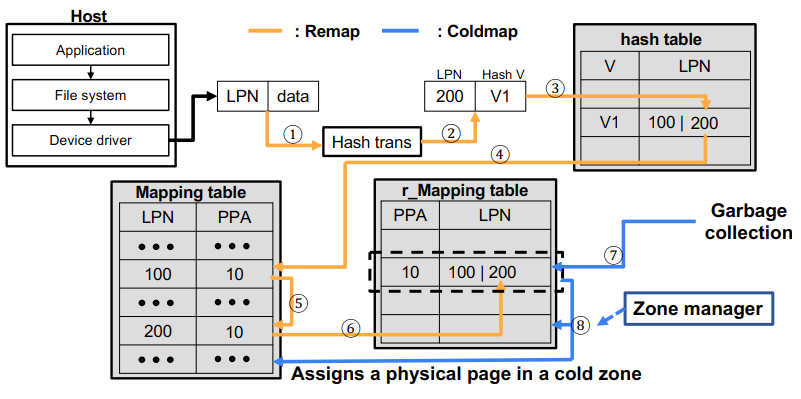 Host
Application
File system
Device driver
: Remap
: Coldmap
LPN data
LPN Hash V
200 V1
① Hash trans ②
③
④
hash table
V LPN
V1 100 | 200
Mapping table
LPN PPA
●●● ●●●
100 10
●●● ●●●
200 10
●●● ●●●
⑤
⑥
r_Mapping table
PPA LPN
10 100 | 200
⑦
⑧
Garbage
collection
Zone manager
Assigns a physical page in a cold zone